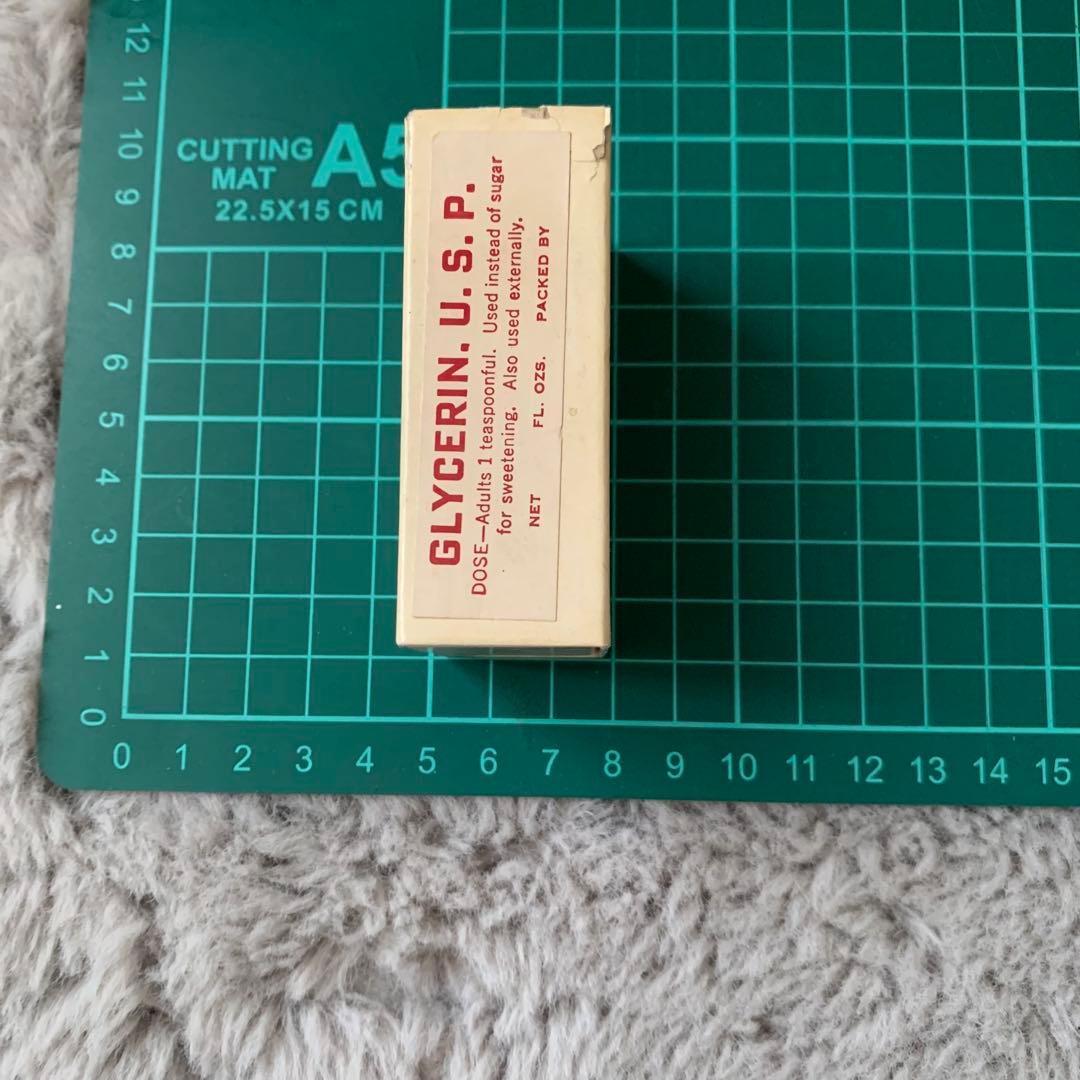 CUTTING
MAT
A5
22.5X15 CM
GLYCERIN. U. S. P.
DOSE—Adults 1 teaspoonful. Used instead of sugar
for sweetening. Also used externally.
NET FL. OZS. PACKED BY
12
11
10
9
8
7
6
5
4
3
2
1
0
0 1 2 3 4 5 6 7 8 9 10 11 12 13 14 15